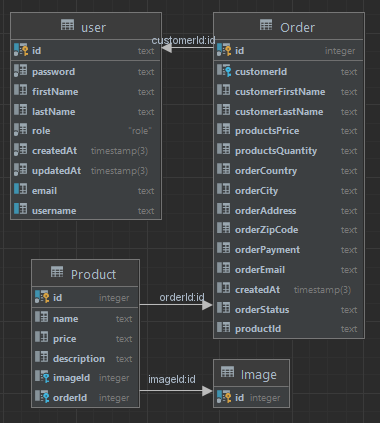 user
id text
password text
firstName text
lastName text
role "role"
createdAt timestamp(3)
updatedAt timestamp(3)
email text
username text
customerId:id
Order
id integer
customerId text
customerFirstName text
customerLastName text
productsPrice text
productsQuantity text
orderCountry text
orderCity text
orderAddress text
orderZipCode text
orderPayment text
orderEmail text
createdAt timestamp(3)
orderStatus text
productId text
Product
id integer
name text
price text
description text
imageId integer
orderId integer
orderId:id
imageId:id
Image
id integer